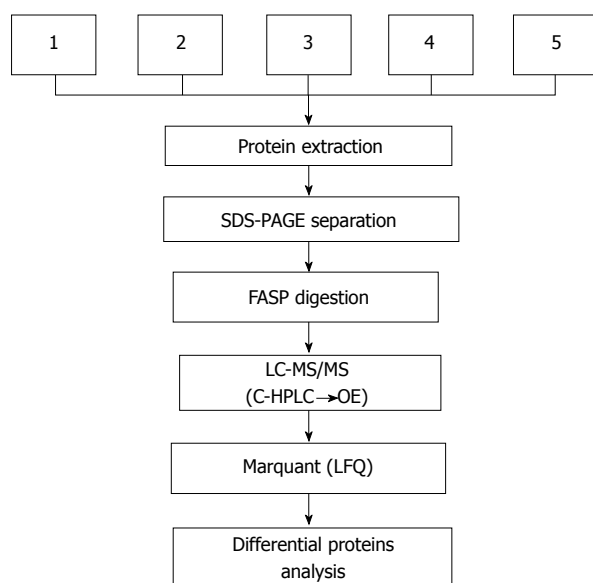 1 2 3 4 5
Protein extraction
SDS-PAGE separation
FASP digestion
LC-MS/MS
(C-HPLC→OE)
Marquant (LFQ)
Differential proteins
analysis